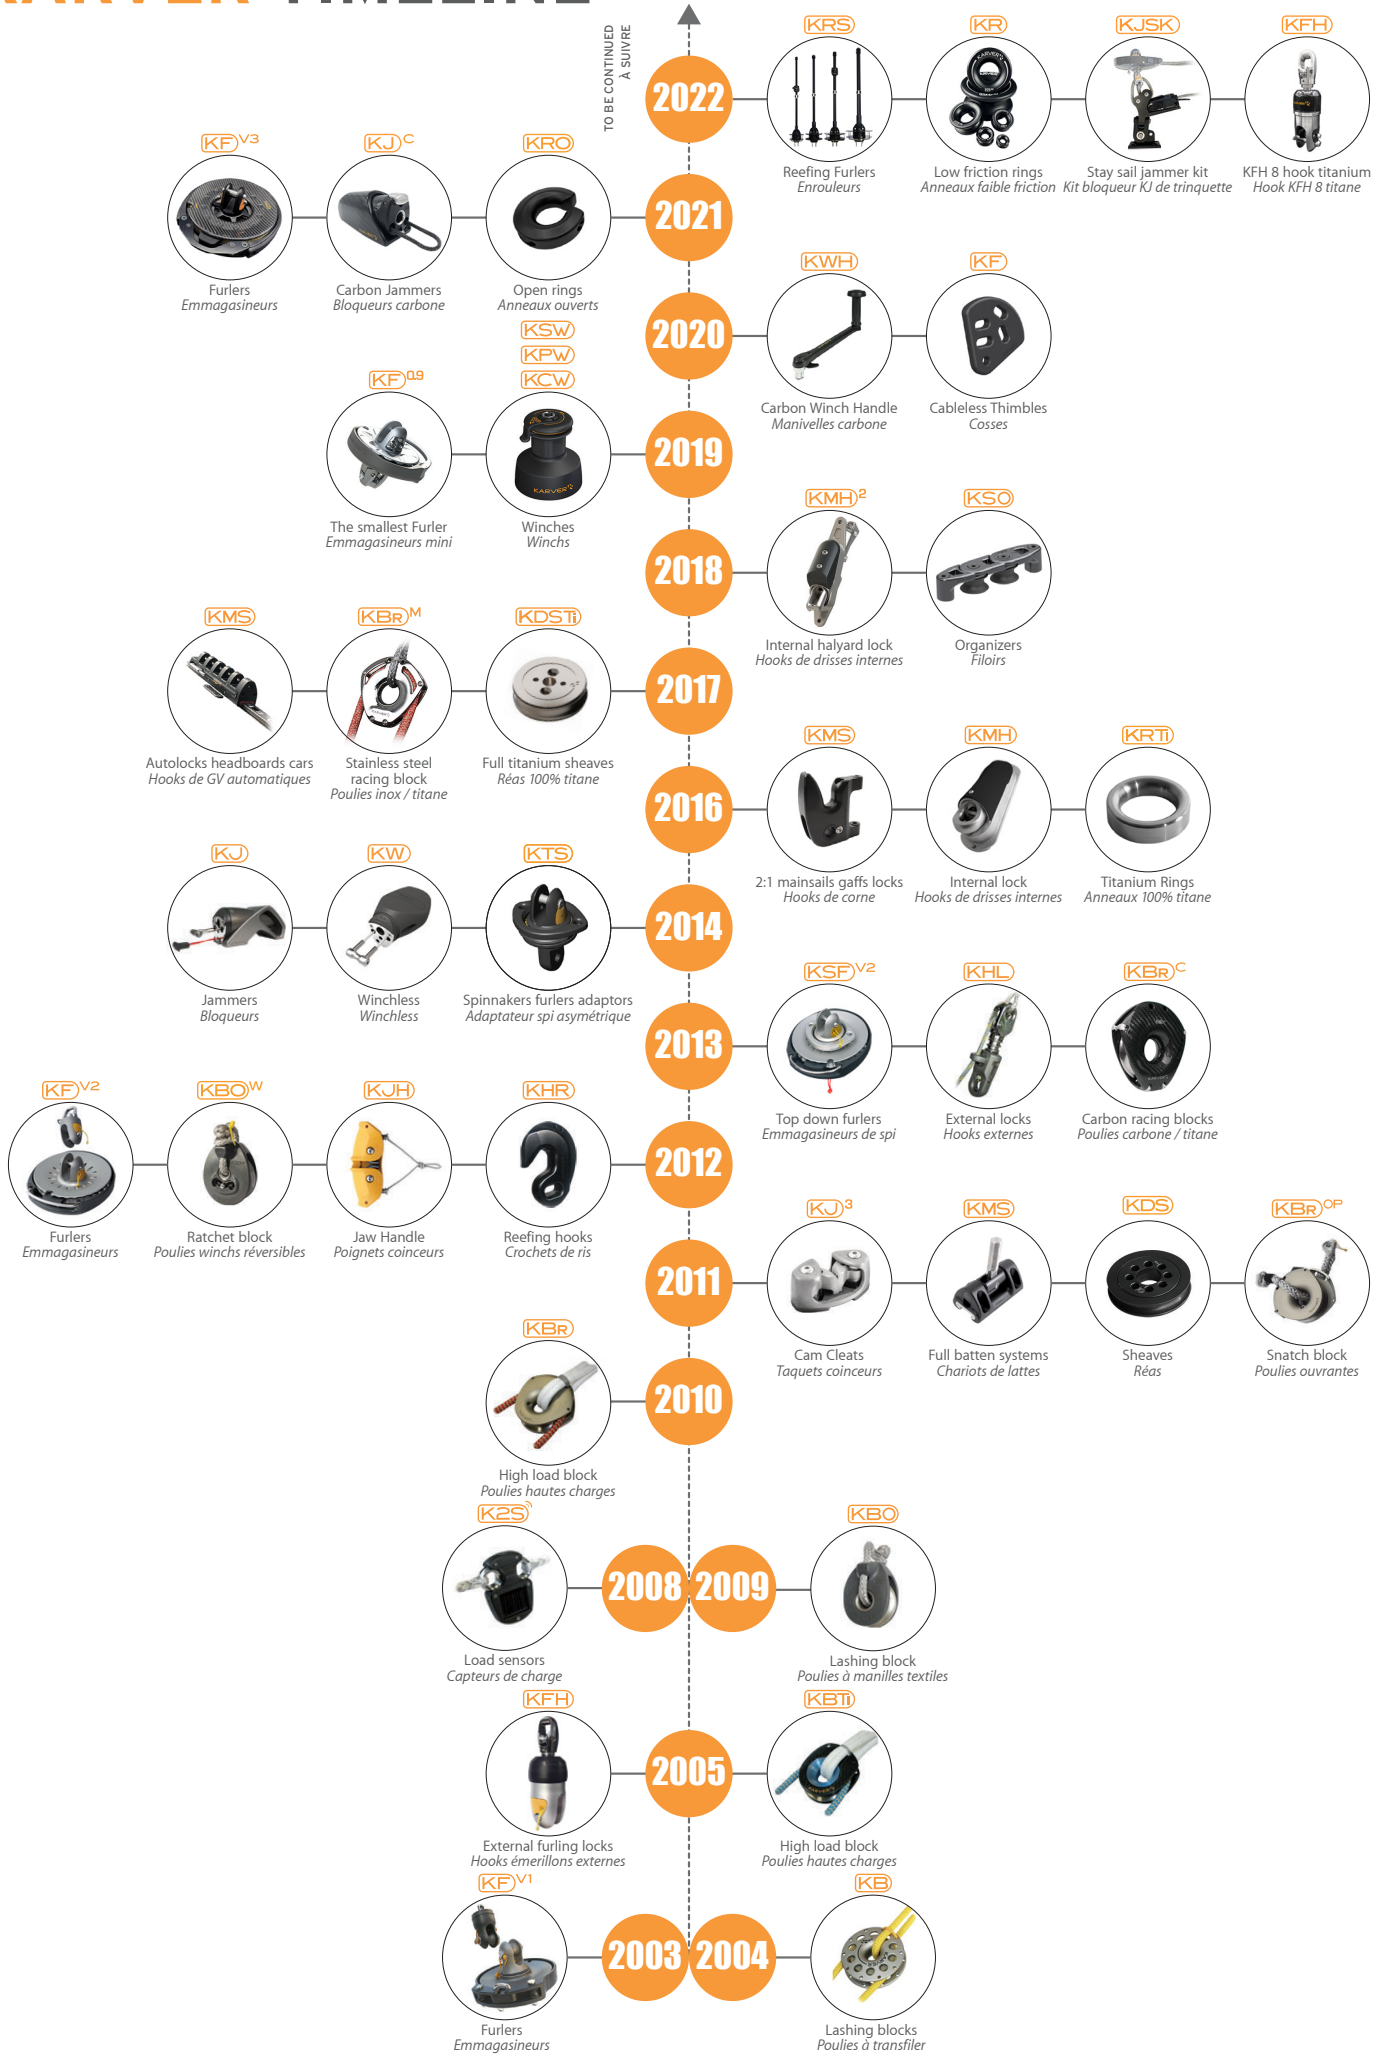 KARVER TIMELINE
TO BE CONTINUED
À SUIVRE
2022
KRS
Reefing Furlers
Enrouleurs
KR
Low friction rings
Anneaux faible friction
KJSK
Stay sail jammer kit
Kit bloqueur KJ de trinquette
KFH
KFH 8 hook titanium
Hook KFH 8 titane
KF V3
Furlers
Emmagasineurs
KJ C
Carbon Jammers
Bloqueurs carbone
KRO
Open rings
Anneaux ouverts
2021
2020
KWH
Carbon Winch Handle
Manivelles carbone
KF
Cableless Thimbles
Cosses
KF 0.9
The smallest Furler
Emmagasineurs mini
KSW
KPW
KCW
KARVER
Winches
Winchs
2019
2018
KMH 2
Internal halyard lock
Hooks de drisses internes
KSO
Organizers
Filoirs
KMS
Autolocks headboards cars
Hooks de GV automatiques
KBR M
Stainless steel
racing block
Poulies inox / titane
KDSTi
Full titanium sheaves
Réas 100% titane
2017
2016
KMS
2:1 mainsails gaffs locks
Hooks de corne
KMH
Internal lock
Hooks de drisses internes
KRTi
Titanium Rings
Anneaux 100% titane
KJ
Jammers
Bloqueurs
KW
Winchless
Winchless
KTS
Spinnakers furlers adaptors
Adaptateur spi asymétrique
2014
2013
KSF V2
Top down furlers
Emmagasineurs de spi
KHL
External locks
Hooks externes
KBR C
Carbon racing blocks
Poulies carbone / titane
KF V2
Furlers
Emmagasineurs
KBO W
Ratchet block
Poulies winchs réversibles
KJH
Jaw Handle
Poignets coinceurs
KHR
Reefing hooks
Crochets de ris
2012
2011
KJ 3
Cam Cleats
Taquets coinceurs
KMS
Full batten systems
Chariots de lattes
KDS
Sheaves
Réas
KBR OP
Snatch block
Poulies ouvrantes
KBR
High load block
Poulies hautes charges
2010
K2S
Load sensors
Capteurs de charge
2008
2009
KBO
Lashing block
Poulies à manilles textiles
KFH
External furling locks
Hooks émerillons externes
2005
KBTi
KARVER
High load block
Poulies hautes charges
KF V1
Furlers
Emmagasineurs
2003
2004
KB
Lashing blocks
Poulies à transfiler